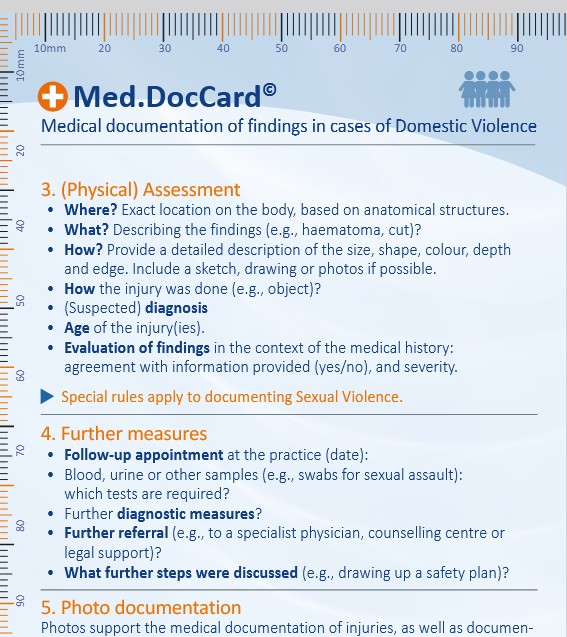 10mm 20 30 40 50 60 70 80 90
10mm
20
40
50
60
70
80
90
Med.DocCard©
Medical documentation of findings in cases of Domestic Violence
3. (Physical) Assessment
• Where? Exact location on the body, based on anatomical structures.
• What? Describing the findings (e.g., haematoma, cut)?
• How? Provide a detailed description of the size, shape, colour, depth
and edge. Include a sketch, drawing or photos if possible.
• How the injury was done (e.g., object)?
• (Suspected) diagnosis
• Age of the injury(ies).
• Evaluation of findings in the context of the medical history:
agreement with information provided (yes/no), and severity.
Special rules apply to documenting Sexual Violence.
4. Further measures
• Follow-up appointment at the practice (date):
• Blood, urine or other samples (e.g., swabs for sexual assault):
which tests are required?
• Further diagnostic measures?
• Further referral (e.g., to a specialist physician, counselling centre or
legal support)?
• What further steps were discussed (e.g., drawing up a safety plan)?
5. Photo documentation
Photos support the medical documentation of injuries, as well as documen-